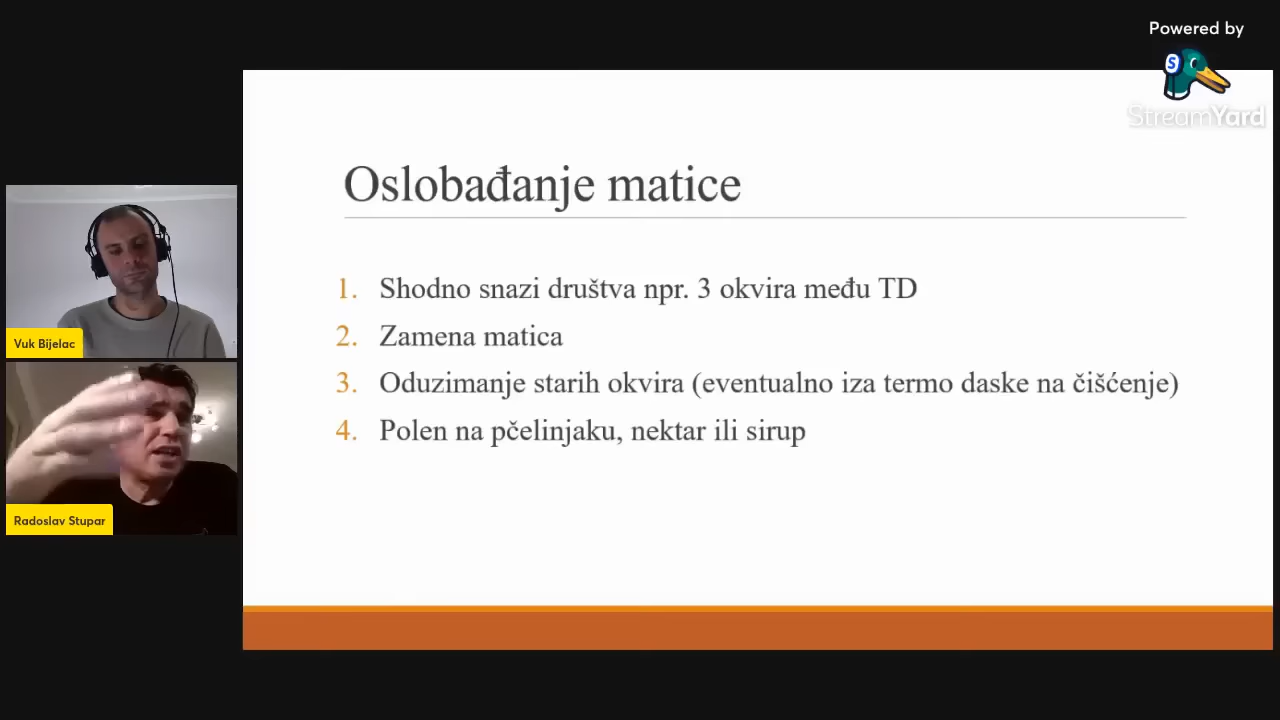 Powered by
S
StreamYard
Oslobađanje matice
1. Shodno snazi društva npr. 3 okvira među TD
2. Zamena matica
3. Oduzimanje starih okvira (eventualno iza termo daske na čišćenje)
4. Polen na pčelinjaku, nektar ili sirup
Vuk Bijelac
Radoslav Stupar